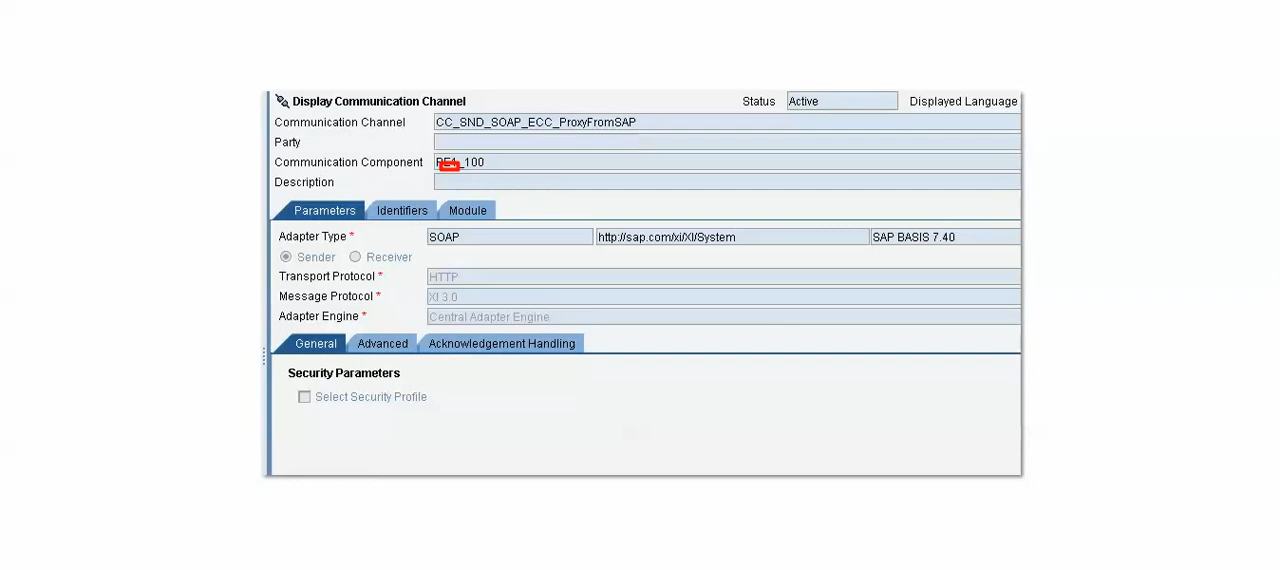 Display Communication Channel Status Active Displayed Language
Communication Channel CC_SND_SOAP_ECC_ProxyFromSAP
Party
Communication Component _100
Description
Parameters Identifiers Module
Adapter Type * SOAP http://sap.com/xi/XI/System SAP BASIS 7.40
Sender Receiver
Transport Protocol * HTTP
Message Protocol * XI 3.0
Adapter Engine * Central Adapter Engine
General Advanced Acknowledgement Handling
Security Parameters
Select Security Profile